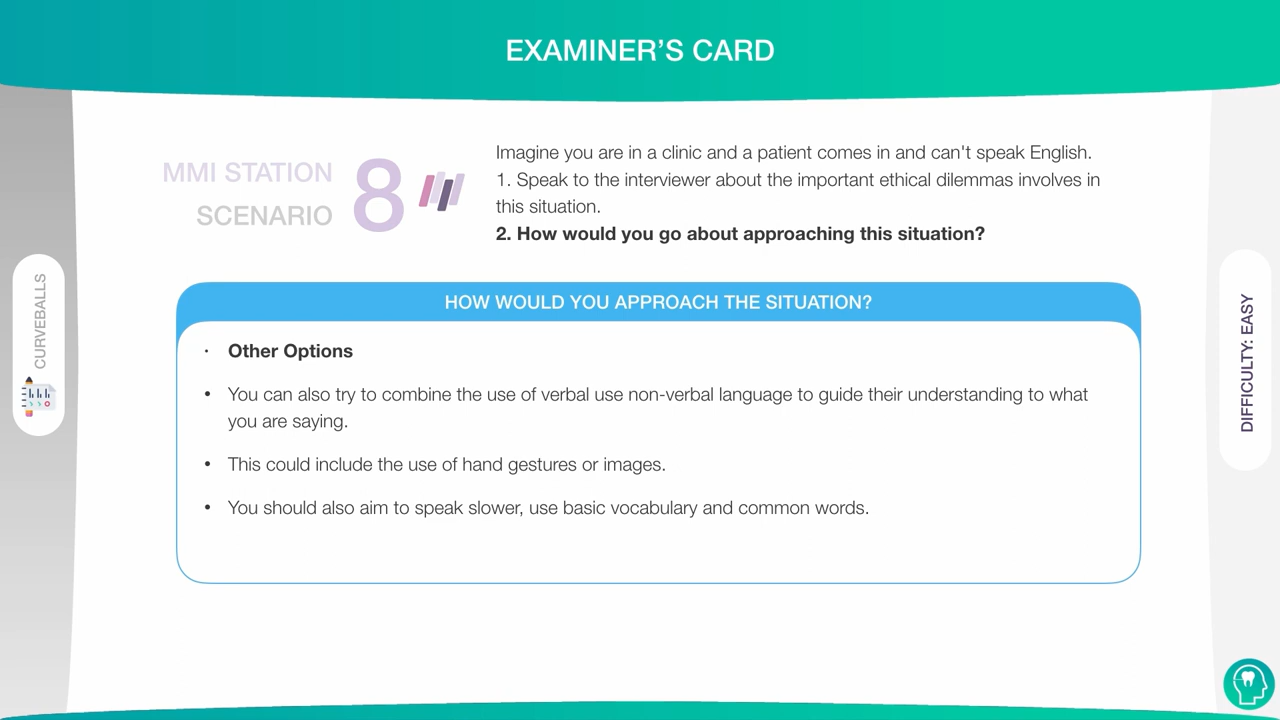 EXAMINER’S CARD
MMI STATION
SCENARIO
8
Imagine you are in a clinic and a patient comes in and can't speak English.
1. Speak to the interviewer about the important ethical dilemmas involves in
this situation.
2. How would you go about approaching this situation?
CURVEBALLS
DIFFICULTY: EASY
HOW WOULD YOU APPROACH THE SITUATION?
· Other Options
• You can also try to combine the use of verbal use non-verbal language to guide their understanding to what
you are saying.
• This could include the use of hand gestures or images.
• You should also aim to speak slower, use basic vocabulary and common words.